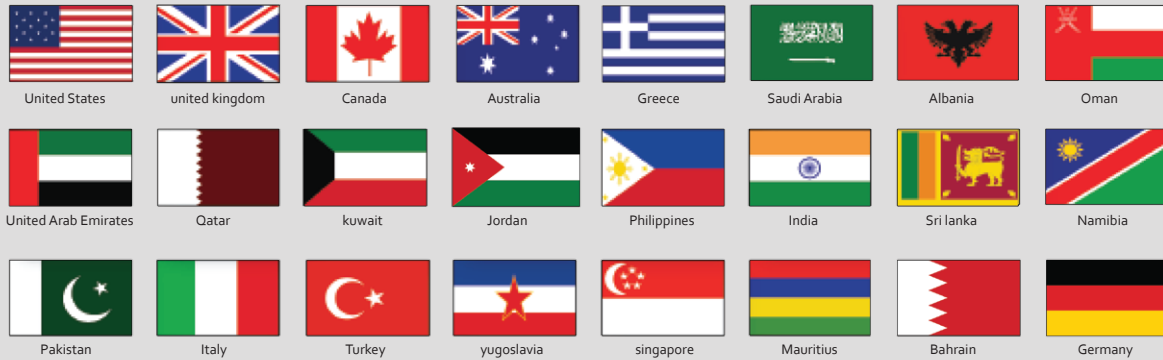 United States
united kingdom
Canada
Australia
Greece
Saudi Arabia
Albania
Oman
United Arab Emirates
Qatar
kuwait
Jordan
Philippines
India
Sri lanka
Namibia
Pakistan
Italy
Turkey
yugoslavia
singapore
Mauritius
Bahrain
Germany